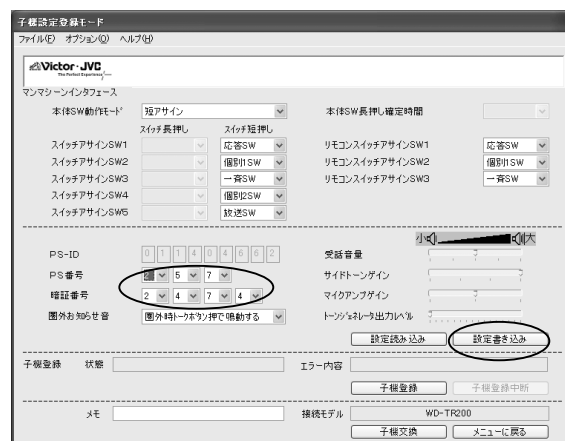 子機設定登録モード
ファイル(F) オプション(O) ヘルプ(H)
Victor・JVC
The Perfect Experience
マンマシーンインタフェース
本体SW動作モード 短アサイン 本体SW長押し確定時間
スイッチ長押し スイッチ短押し
スイッチアサインSW1 応答SW リモコンスイッチアサインSW1 応答SW
スイッチアサインSW2 個別1SW リモコンスイッチアサインSW2 個別1SW
スイッチアサインSW3 一斉SW リモコンスイッチアサインSW3 一斉SW
スイッチアサインSW4 個別2SW
スイッチアサインSW5 放送SW
小 大
PS-ID 0 1 1 4 0 4 6 6 2 受話音量
PS番号 2 5 7 サイドトーンゲイン
暗証番号 2 4 7 4 マイクアンプゲイン
圏外お知らせ音 圏外時トークボタン押で鳴動する トーンジェネレータ出力レベル
設定読み込み 設定書き込み
子機登録 状態 エラー内容
子機登録 子機登録中断
メモ 接続モデル WD-TR200
子機交換 メニューに戻る